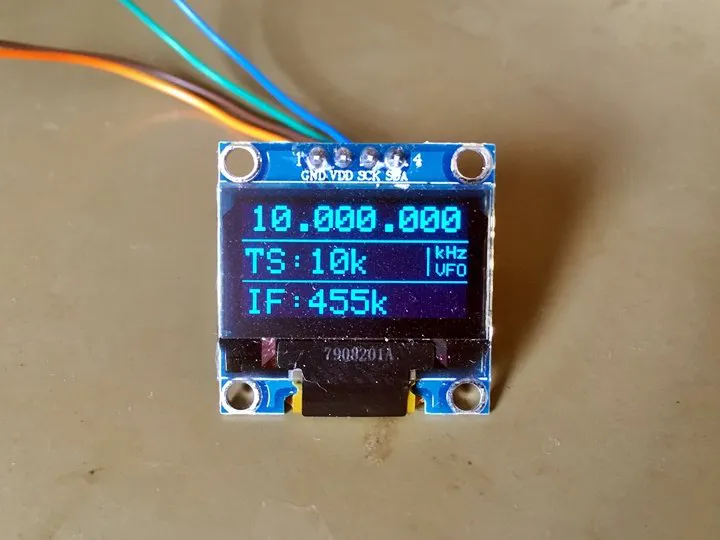 1 4
GND VDD SCK SDA
10.000.000
TS:10k
kHz
VFO
IF:455k
7908201A